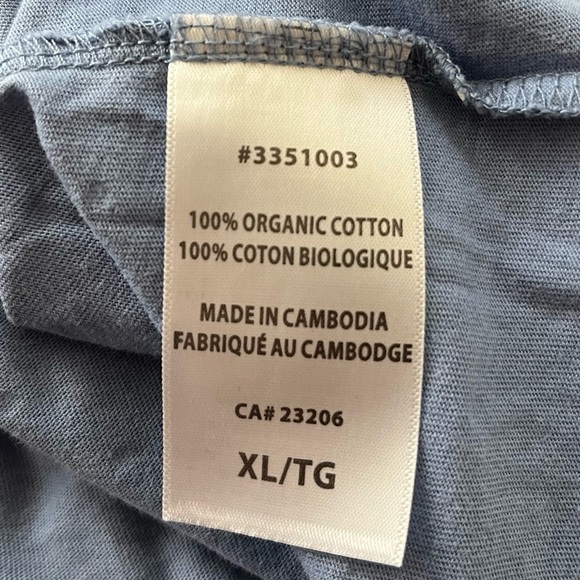 #3351003
100% ORGANIC COTTON
100% COTON BIOLOGIQUE
MADE IN CAMBODIA
FABRIQUÉ AU CAMBODGE
CA# 23206
XL/TG